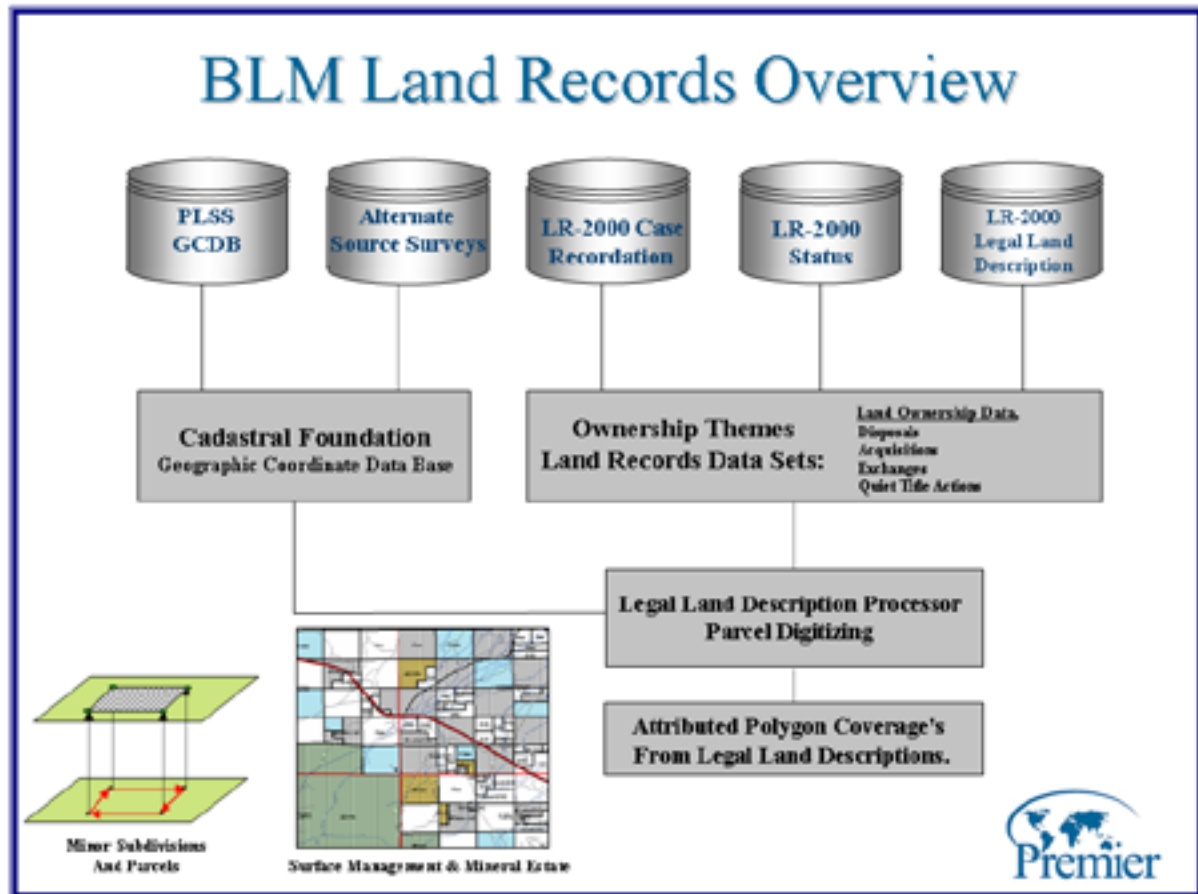 BLM Land Records Overview
PLSS
GCDB
Alternate
Source Surveys
LR-2000 Case
Recordation
LR-2000
Status
LR-2000
Legal Land
Description
Cadastral Foundation
Geographic Coordinate Data Base
Ownership Themes
Land Records Data Sets:
Land Ownership Data.
Disposals
Acquisitions
Exchanges
Quiet Title Actions
Legal Land Description Processor
Parcel Digitizing
Attributed Polygon Coverage's
From Legal Land Descriptions.
Minor Subdivisions
And Parcels
Surface Management & Mineral Estate
Premier